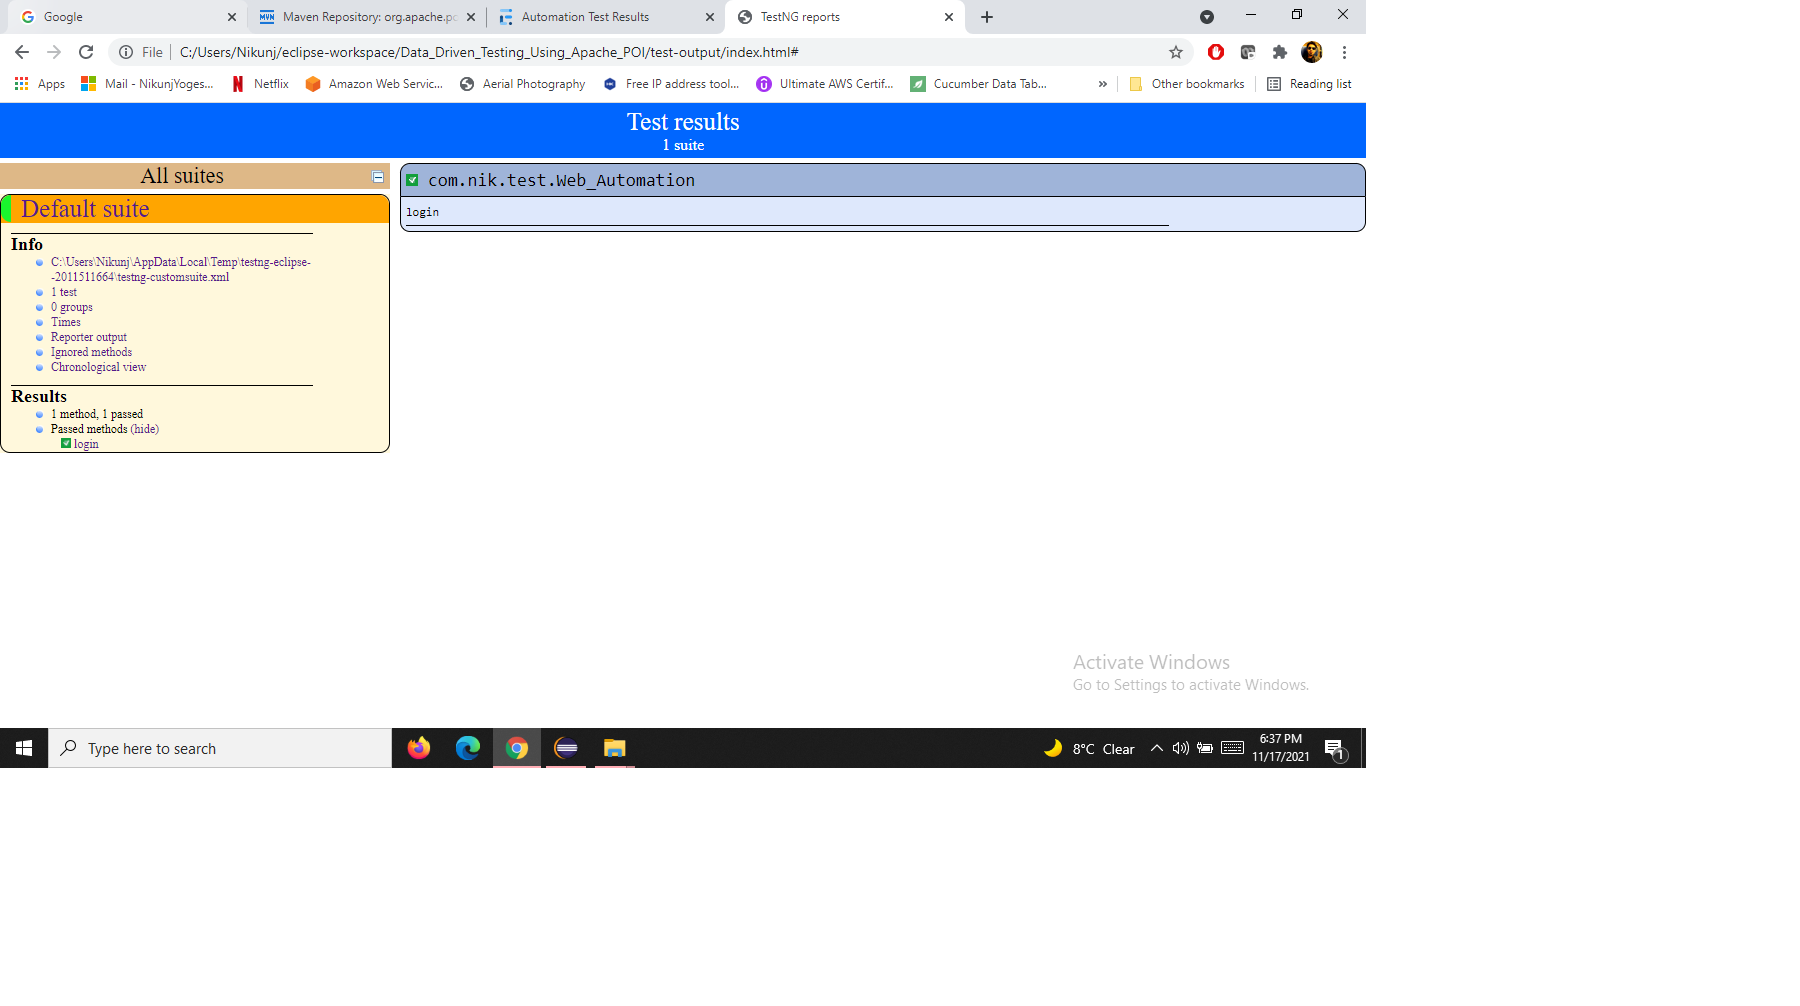 Google
Maven Repository: org.apache.po
Automation Test Results
TestNG reports
File
C:/Users/Nikunj/eclipse-workspace/Data_Driven_Testing_Using_Apache_POI/test-output/index.html#
Apps
Mail - NikunjYoges...
Netflix
Amazon Web Servic...
Aerial Photography
Free IP address tool...
Ultimate AWS Certif...
Cucumber Data Tab...
»
Other bookmarks
Reading list
Test results
1 suite
All suites
Default suite
Info
C:\Users\Nikunj\AppData\Local\Temp\testng-eclipse-
-2011511664\testng-customsuite.xml
1 test
0 groups
Times
Reporter output
Ignored methods
Chronological view
Results
1 method, 1 passed
Passed methods (hide)
login
com.nik.test.Web_Automation
login
Activate Windows
Go to Settings to activate Windows.
Type here to search
8°C Clear
6:37 PM
11/17/2021
1